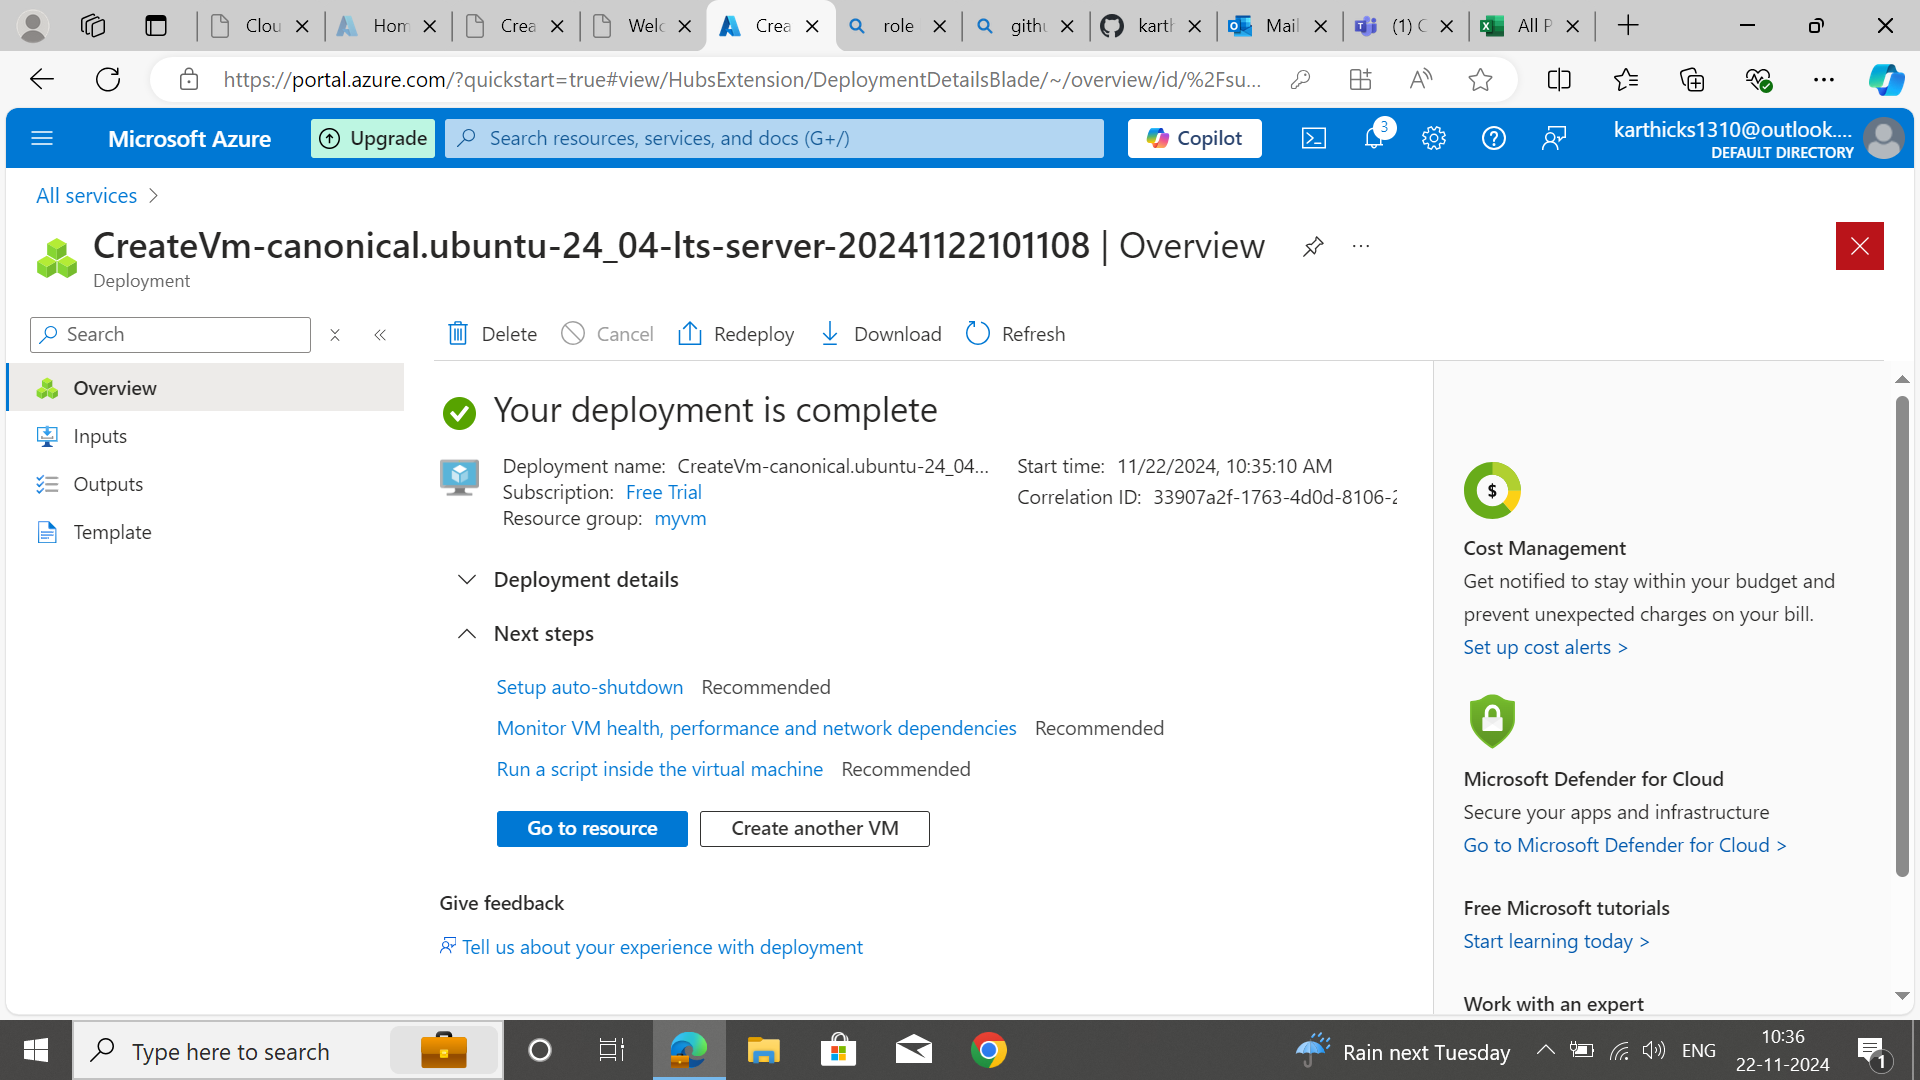 Clou
Hom
Crea
Welc
Crea
role
githu
karth
Mail
(1) C
All P
https://portal.azure.com/?quickstart=true#view/HubsExtension/DeploymentDetailsBlade/~/overview/id/%2Fsu...
Microsoft Azure
Upgrade
Search resources, services, and docs (G+/)
Copilot
3
karthicks1310@outlook....
DEFAULT DIRECTORY
All services
CreateVm-canonical.ubuntu-24_04-lts-server-20241122101108 | Overview
Deployment
Search
Delete
Cancel
Redeploy
Download
Refresh
Overview
Inputs
Outputs
Template
Your deployment is complete
Deployment name: CreateVm-canonical.ubuntu-24_04...
Subscription: Free Trial
Resource group: myvm
Start time: 11/22/2024, 10:35:10 AM
Correlation ID: 33907a2f-1763-4d0d-8106-2
Deployment details
Next steps
Setup auto-shutdown Recommended
Monitor VM health, performance and network dependencies Recommended
Run a script inside the virtual machine Recommended
Go to resource
Create another VM
Give feedback
Tell us about your experience with deployment
$
Cost Management
Get notified to stay within your budget and
prevent unexpected charges on your bill.
Set up cost alerts >
Microsoft Defender for Cloud
Secure your apps and infrastructure
Go to Microsoft Defender for Cloud >
Free Microsoft tutorials
Start learning today >
Work with an expert
Type here to search
Rain next Tuesday
ENG
10:36
22-11-2024
1